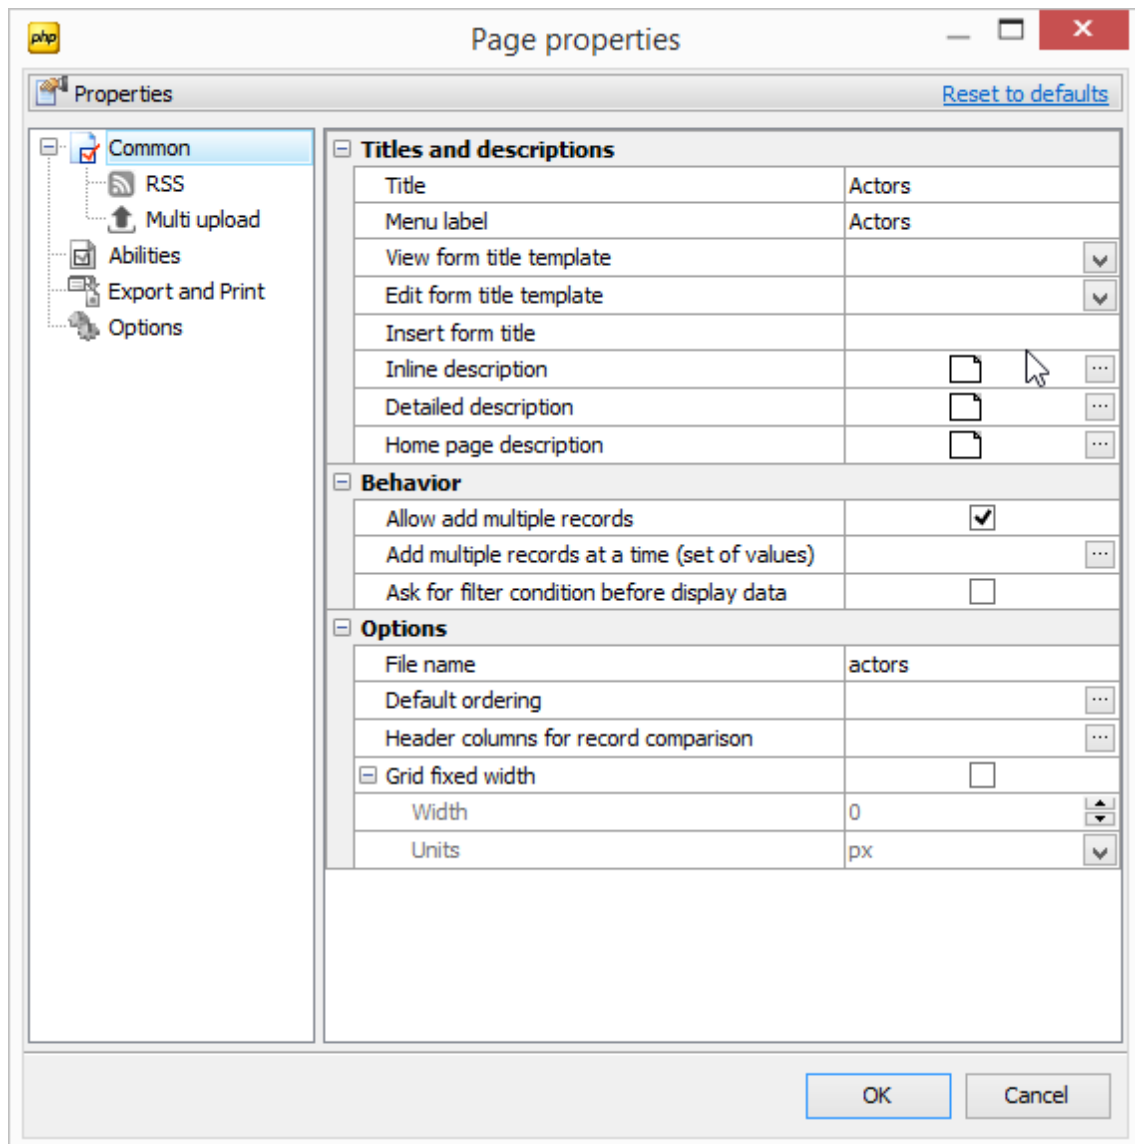 php
Page properties
Properties
Reset to defaults
Common
RSS
Multi upload
Abilities
Export and Print
Options
Titles and descriptions
Title Actors
Menu label Actors
View form title template
Edit form title template
Insert form title
Inline description ...
Detailed description ...
Home page description ...
Behavior
Allow add multiple records
Add multiple records at a time (set of values) ...
Ask for filter condition before display data
Options
File name actors
Default ordering ...
Header columns for record comparison ...
Grid fixed width
Width 0
Units px
OK Cancel